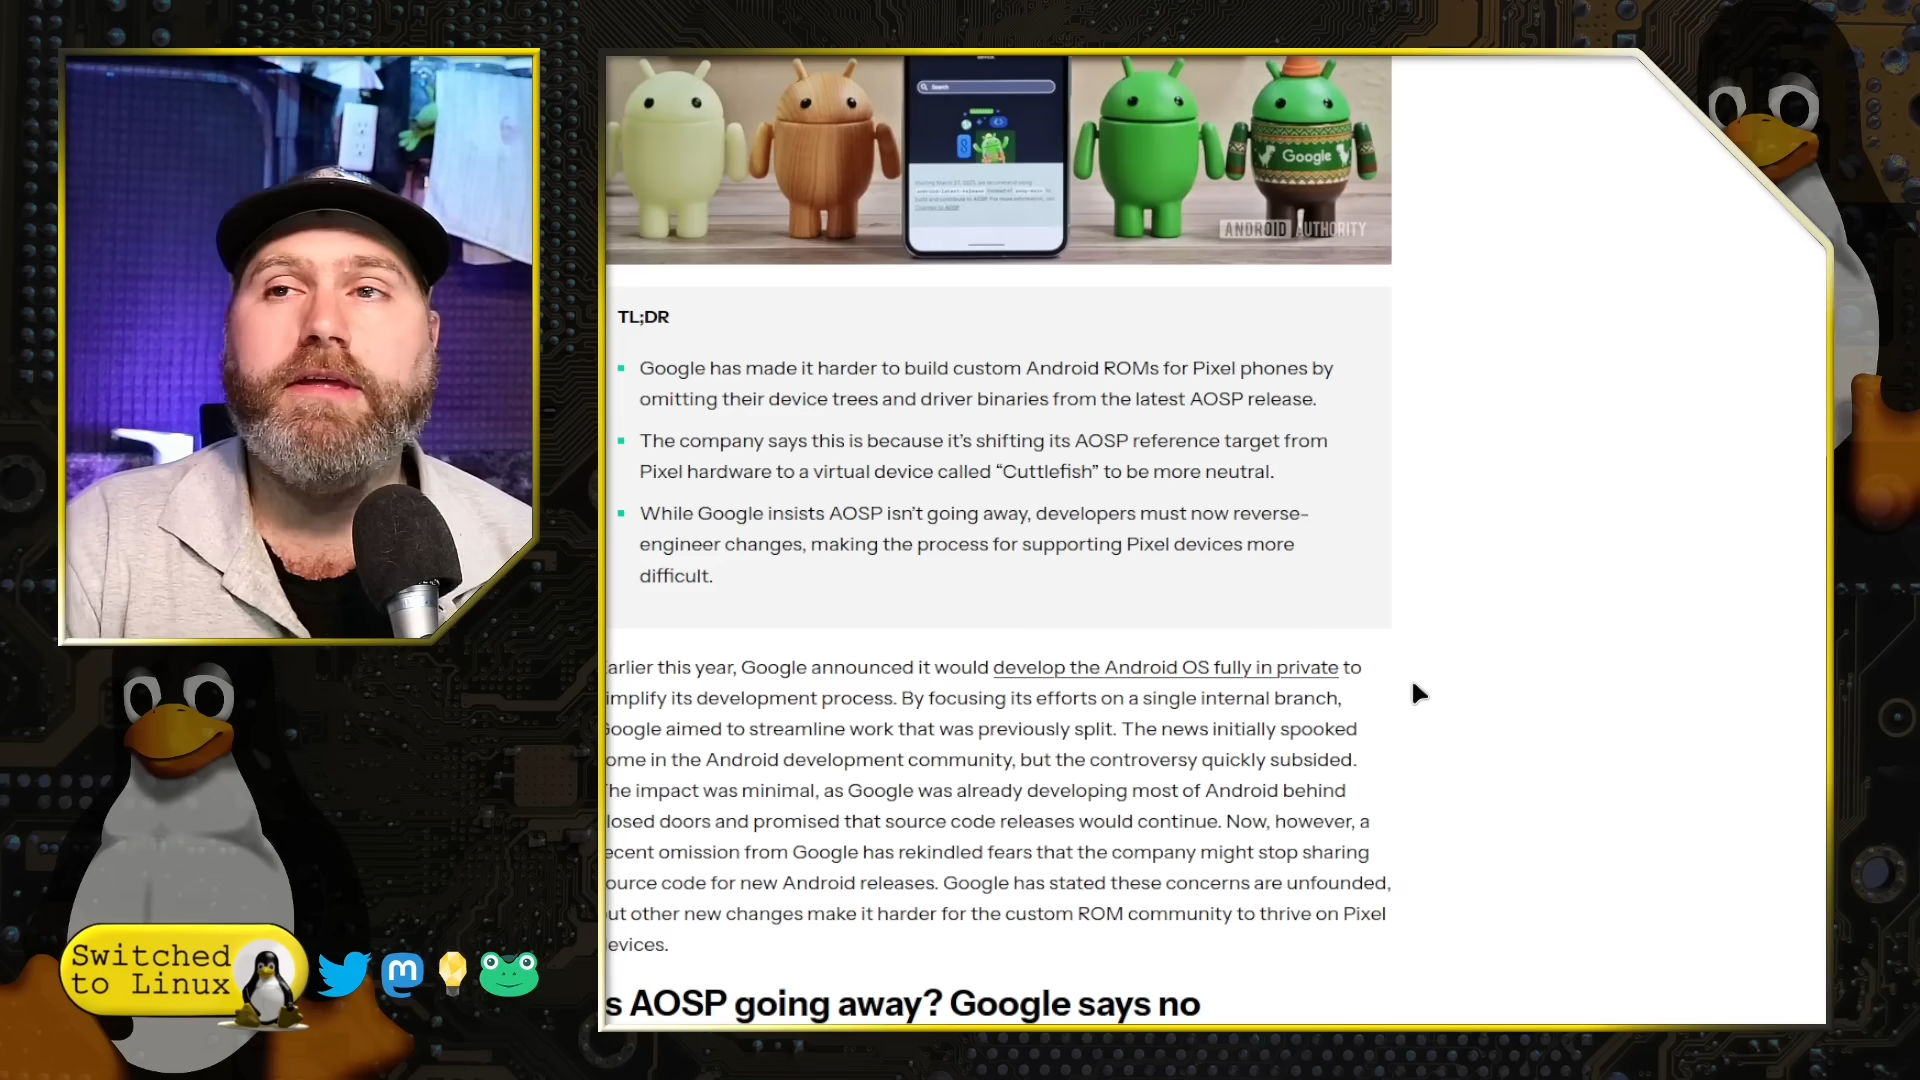 Search
Google
ANDROID AUTHORITY
TL;DR
Google has made it harder to build custom Android ROMs for Pixel phones by
omitting their device trees and driver binaries from the latest AOSP release.
The company says this is because it's shifting its AOSP reference target from
Pixel hardware to a virtual device called “Cuttlefish” to be more neutral.
While Google insists AOSP isn't going away, developers must now reverse-
engineer changes, making the process for supporting Pixel devices more
difficult.
arlier this year, Google announced it would develop the Android OS fully in private to
implify its development process. By focusing its efforts on a single internal branch,
oogle aimed to streamline work that was previously split. The news initially spooked
ome in the Android development community, but the controversy quickly subsided.
he impact was minimal, as Google was already developing most of Android behind
losed doors and promised that source code releases would continue. Now, however, a
ecent omission from Google has rekindled fears that the company might stop sharing
ource code for new Android releases. Google has stated these concerns are unfounded,
ut other new changes make it harder for the custom ROM community to thrive on Pixel
evices.
s AOSP going away? Google says no
Switched
to Linux
m